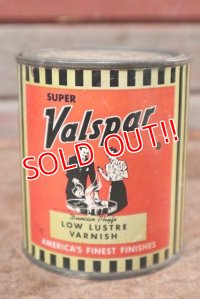 SUPER
Valspar
SOLD OUT!!
Duncan Phyfe
LOW LUSTRE
VARNISH
AMERICA'S FINEST FINISHES